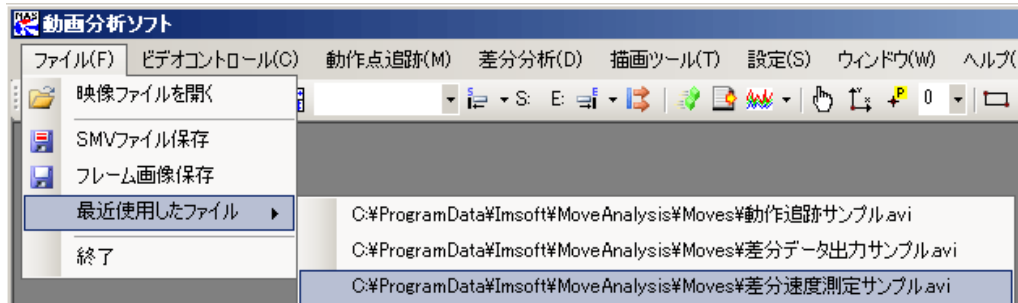 動画分析ソフト
ファイル(F) ビデオコントロール(C) 動作点追跡(M) 差分分析(D) 描画ツール(T) 設定(S) ウィンドウ(W) ヘルプ(
映像ファイルを開く S: E: P 0
SMVファイル保存
フレーム画像保存
最近使用したファイル
C:¥ProgramData¥Imsoft¥MoveAnalysis¥Moves¥動作追跡サンプル.avi
終了
C:¥ProgramData¥Imsoft¥MoveAnalysis¥Moves¥差分データ出力サンプル.avi
C:¥ProgramData¥Imsoft¥MoveAnalysis¥Moves¥差分速度測定サンプル.avi